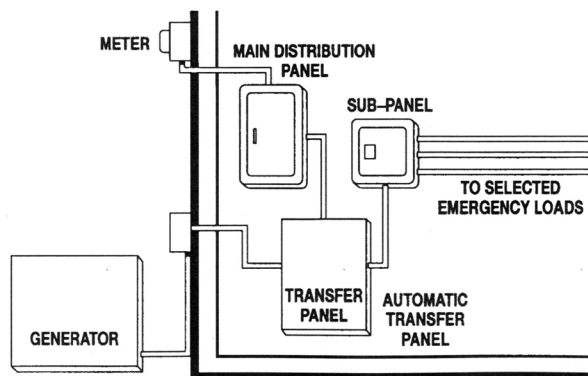 METER
MAIN DISTRIBUTION
PANEL
SUB–PANEL
TO SELECTED
EMERGENCY LOADS
TRANSFER
PANEL
AUTOMATIC
TRANSFER
PANEL
GENERATOR